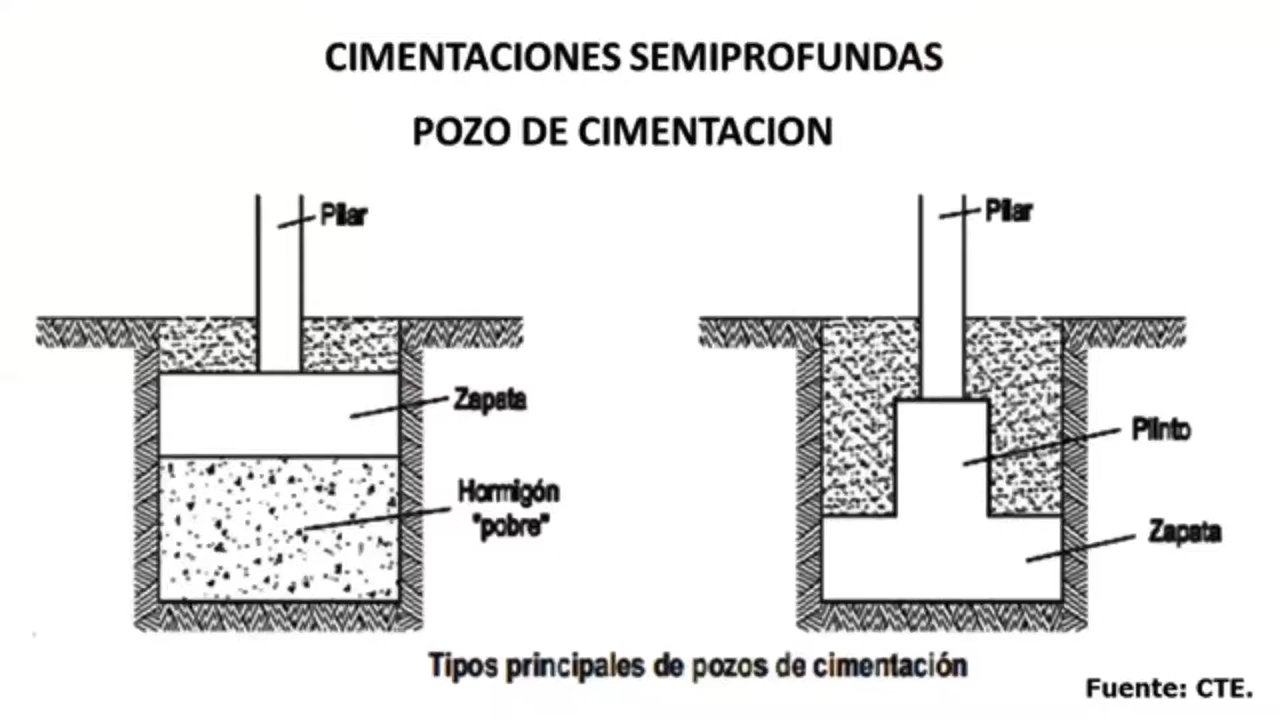 CIMENTACIONES SEMIPROFUNDAS
POZO DE CIMENTACION
Pilar
Pilar
Zapata
Plinto
Hormigón
"pobre"
Zapata
Tipos principales de pozos de cimentación
Fuente: CTE.